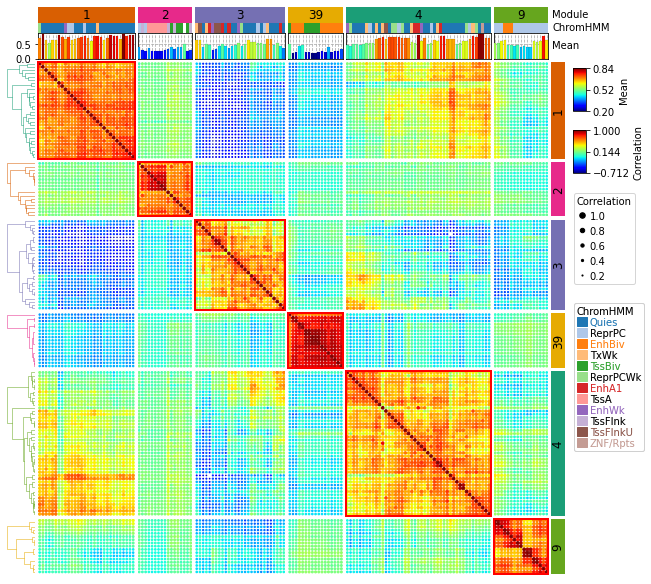 1 2 3 39 4 9 Module
ChromHMM
0.5
0.0
Mean
1
2
3
39
4
9
0.84
0.52
0.20
Mean
1.000
0.144
−0.712
Correlation
Correlation
1.0
0.8
0.6
0.4
0.2
ChromHMM
Quies
ReprPC
EnhBiv
TxWk
TssBiv
ReprPCWk
EnhA1
TssA
EnhWk
TssFlnk
TssFlnkU
ZNF/Rpts